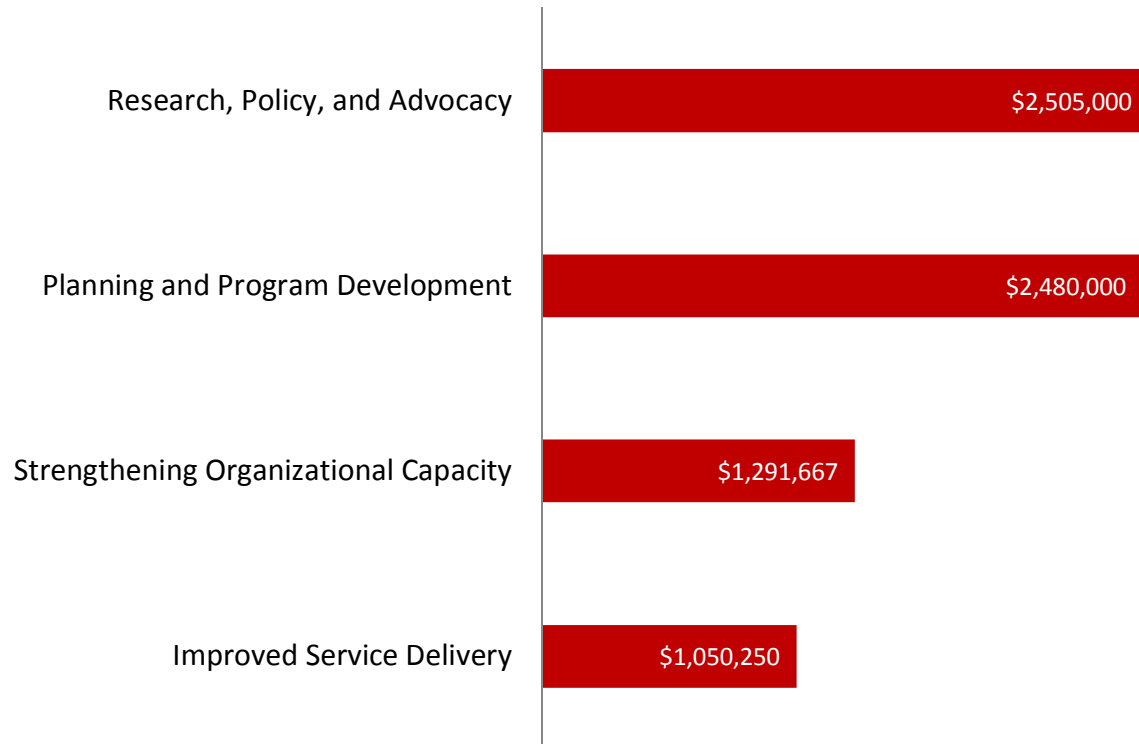 Research, Policy, and Advocacy $2,505,000
Planning and Program Development $2,480,000
Strengthening Organizational Capacity $1,291,667
Improved Service Delivery $1,050,250